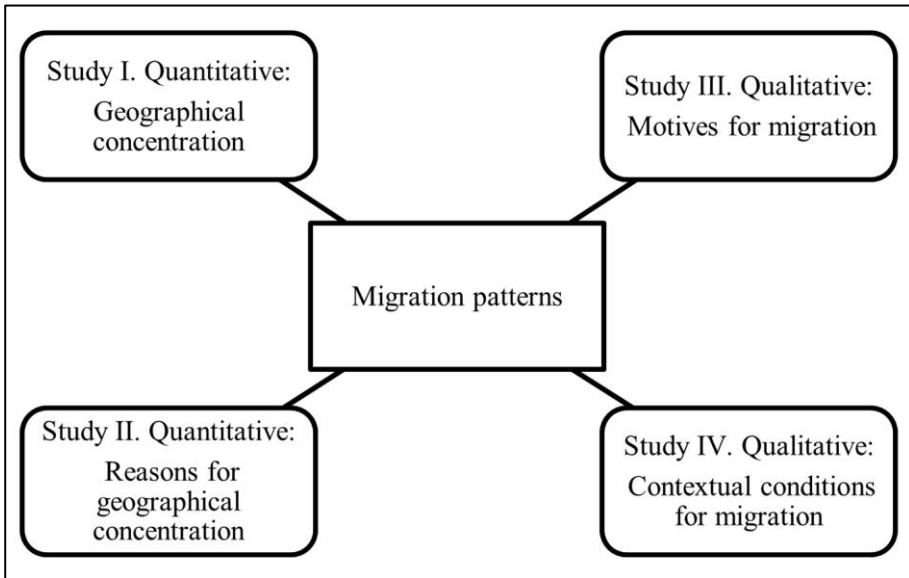 Study I. Quantitative:
Geographical
concentration
Study III. Qualitative:
Motives for migration
Migration patterns
Study II. Quantitative:
Reasons for
geographical
concentration
Study IV. Qualitative:
Contextual conditions
for migration